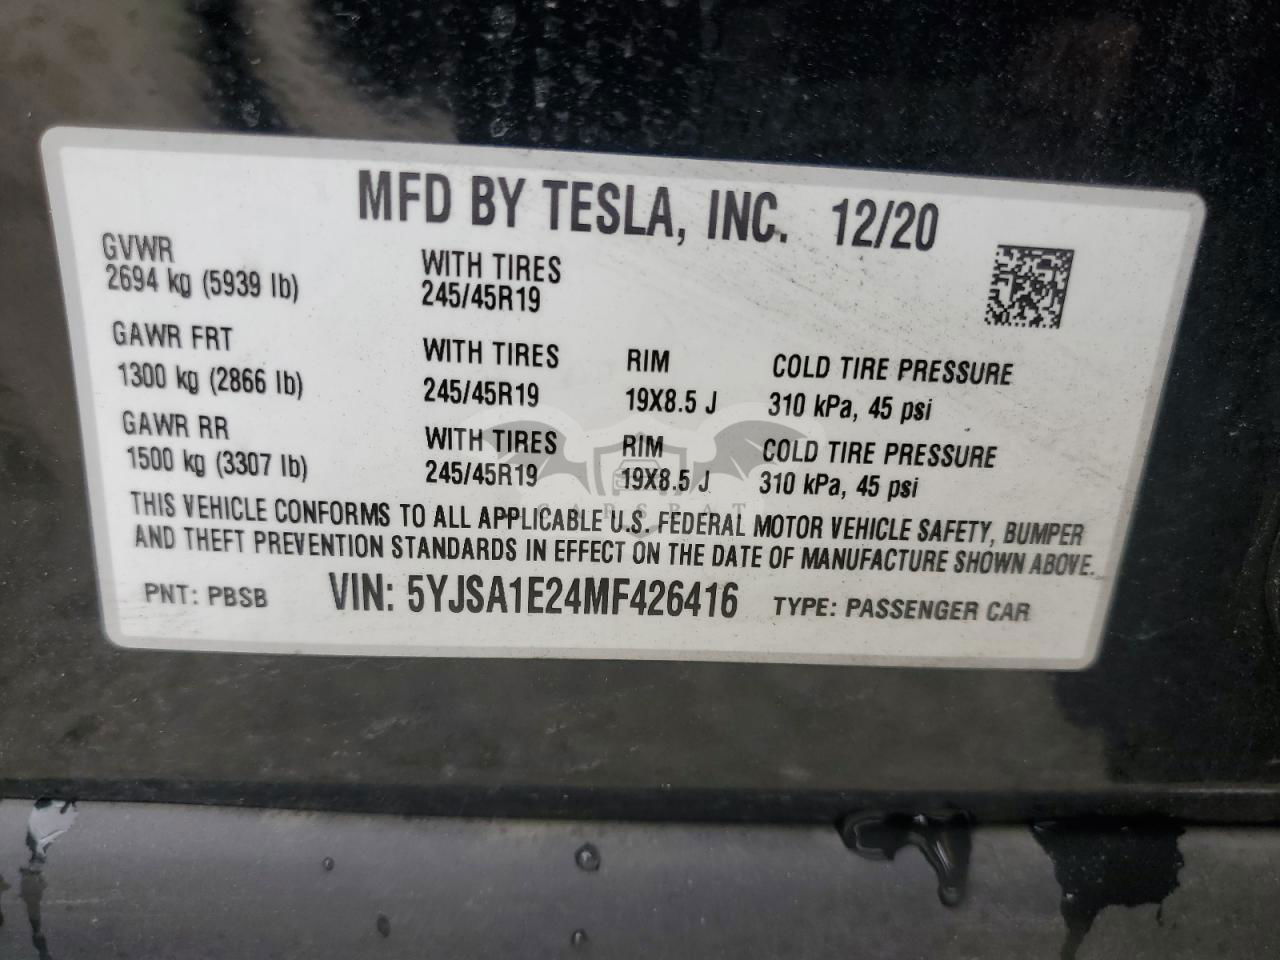 MFD BY TESLA, INC. 12/20
GVWR
2694 kg (5939 lb)
WITH TIRES
245/45R19
GAWR FRT
1300 kg (2866 lb)
WITH TIRES
245/45R19
RIM
19X8.5 J
COLD TIRE PRESSURE
310 kPa, 45 psi
GAWR RR
1500 kg (3307 lb)
WITH TIRES
245/45R19
RIM
19X8.5 J
COLD TIRE PRESSURE
310 kPa, 45 psi
CARSBAT
THIS VEHICLE CONFORMS TO ALL APPLICABLE U.S. FEDERAL MOTOR VEHICLE SAFETY, BUMPER
AND THEFT PREVENTION STANDARDS IN EFFECT ON THE DATE OF MANUFACTURE SHOWN ABOVE.
PNT: PBSB VIN: 5YJSA1E24MF426416 TYPE: PASSENGER CAR